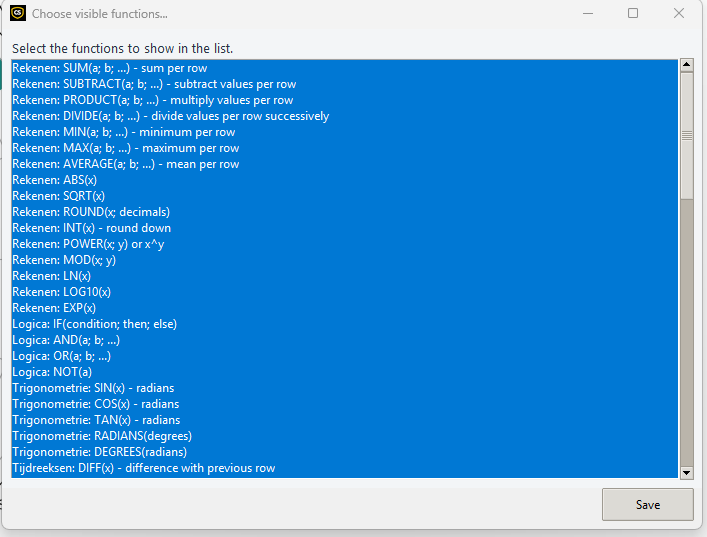 CS
Choose visible functions...
Select the functions to show in the list.
Rekenen: SUM(a; b; ...) - sum per row
Rekenen: SUBTRACT(a; b; ...) - subtract values per row
Rekenen: PRODUCT(a; b; ...) - multiply values per row
Rekenen: DIVIDE(a; b; ...) - divide values per row successively
Rekenen: MIN(a; b; ...) - minimum per row
Rekenen: MAX(a; b; ...) - maximum per row
Rekenen: AVERAGE(a; b; ...) - mean per row
Rekenen: ABS(x)
Rekenen: SQRT(x)
Rekenen: ROUND(x; decimals)
Rekenen: INT(x) - round down
Rekenen: POWER(x; y) or x^y
Rekenen: MOD(x; y)
Rekenen: LN(x)
Rekenen: LOG10(x)
Rekenen: EXP(x)
Logica: IF(condition; then; else)
Logica: AND(a; b; ...)
Logica: OR(a; b; ...)
Logica: NOT(a)
Trigonometrie: SIN(x) - radians
Trigonometrie: COS(x) - radians
Trigonometrie: TAN(x) - radians
Trigonometrie: RADIANS(degrees)
Trigonometrie: DEGREES(radians)
Tijdreeksen: DIFF(x) - difference with previous row
Save